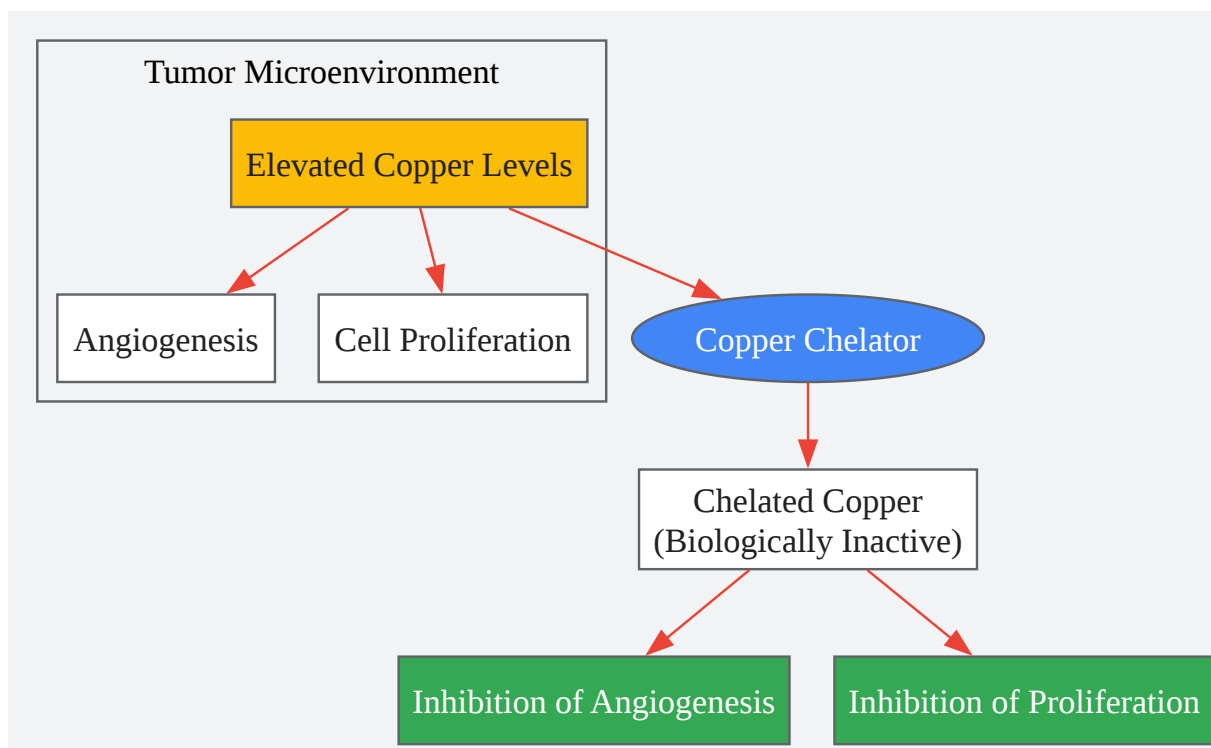 Tumor Microenvironment
Elevated Copper Levels
Angiogenesis
Cell Proliferation
Copper Chelator
Chelated Copper
(Biologically Inactive)
Inhibition of Angiogenesis
Inhibition of Proliferation